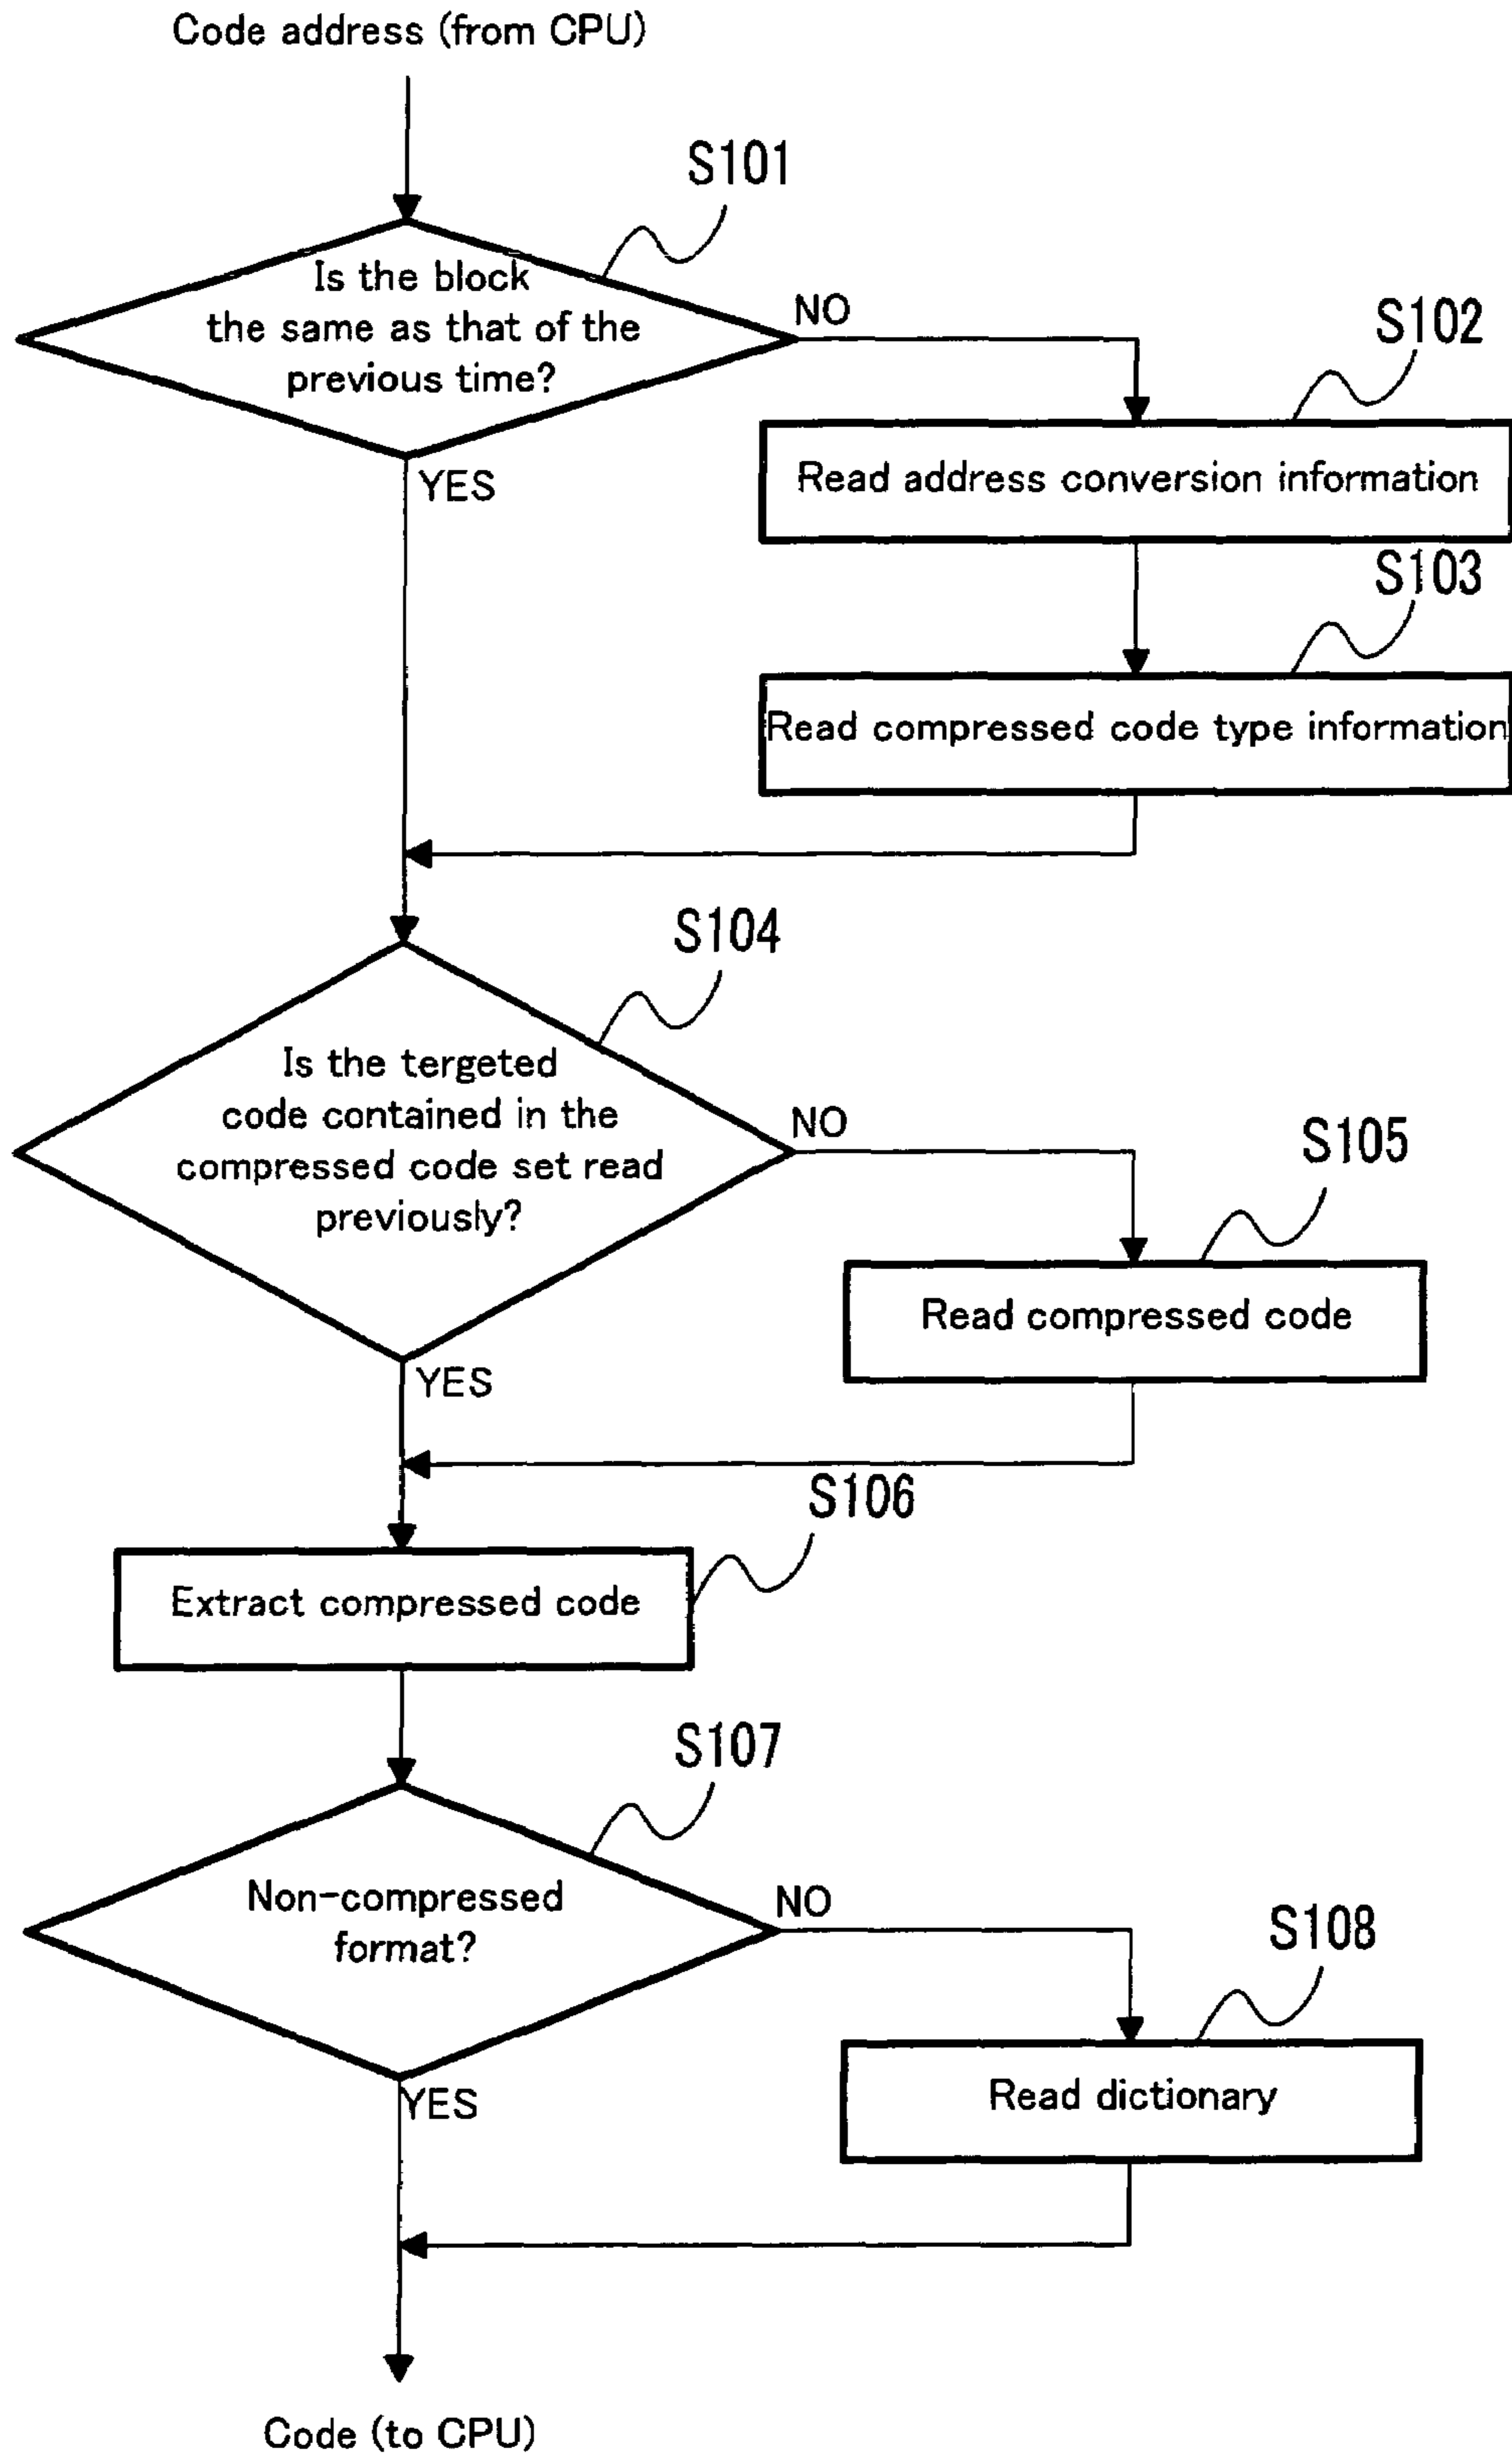 Code address (from CPU)
S101
Is the block
the same as that of the
previous time?
NO
YES
S102
Read address conversion information
S103
Read compressed code type information
S104
Is the tergeted
code contained in the
compressed code set read
previously?
NO
YES
S105
Read compressed code
S106
Extract compressed code
S107
Non-compressed
format?
NO
YES
S108
Read dictionary
Code (to CPU)